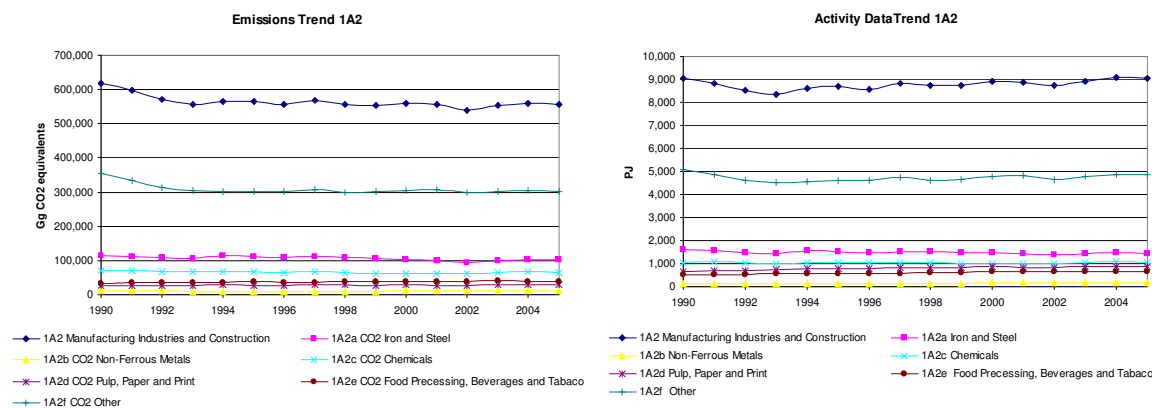 Emissions Trend 1A2
700,000
600,000
500,000
400,000
300,000
200,000
100,000
0
Gg CO2 equivalents
1990 1992 1994 1996 1998 2000 2002 2004
1A2 Manufacturing Industries and Construction 1A2a CO2 Iron and Steel
1A2b CO2 Non-Ferrous Metals 1A2c CO2 Chemicals
1A2d CO2 Pulp, Paper and Print 1A2e CO2 Food Precessing, Beverages and Tabaco
1A2f CO2 Other
Activity DataTrend 1A2
10,000
9,000
8,000
7,000
6,000
5,000
4,000
3,000
2,000
1,000
0
PJ
1990 1992 1994 1996 1998 2000 2002 2004
1A2 Manufacturing Industries and Construction 1A2a Iron and Steel
1A2b Non-Ferrous Metals 1A2c Chemicals
1A2d Pulp, Paper and Print 1A2e Food Precessing, Beverages and Tabaco
1A2f Other